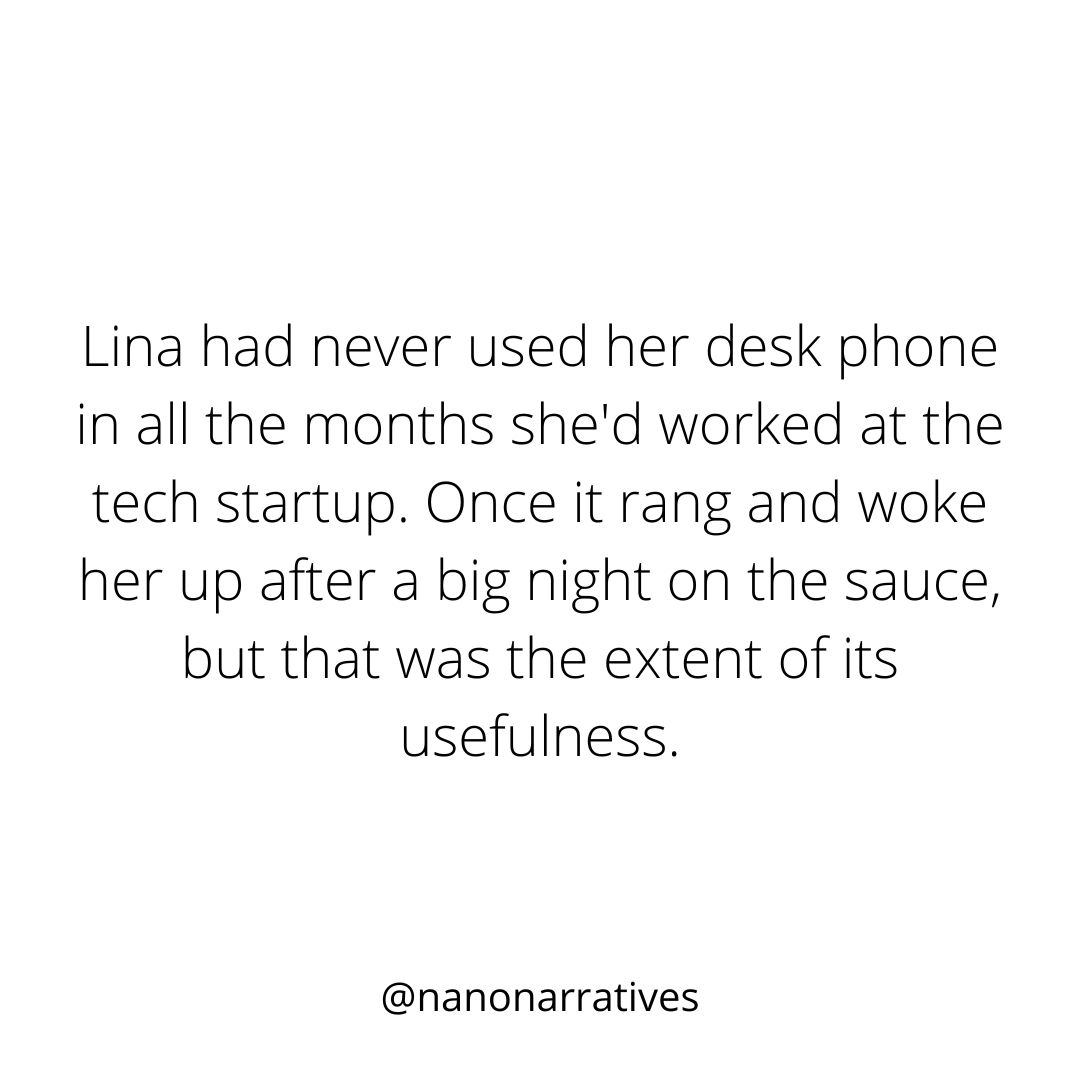 Lina had never used her desk phone
in all the months she'd worked at the
tech startup. Once it rang and woke
her up after a big night on the sauce,
but that was the extent of its
usefulness.
@nanonarratives